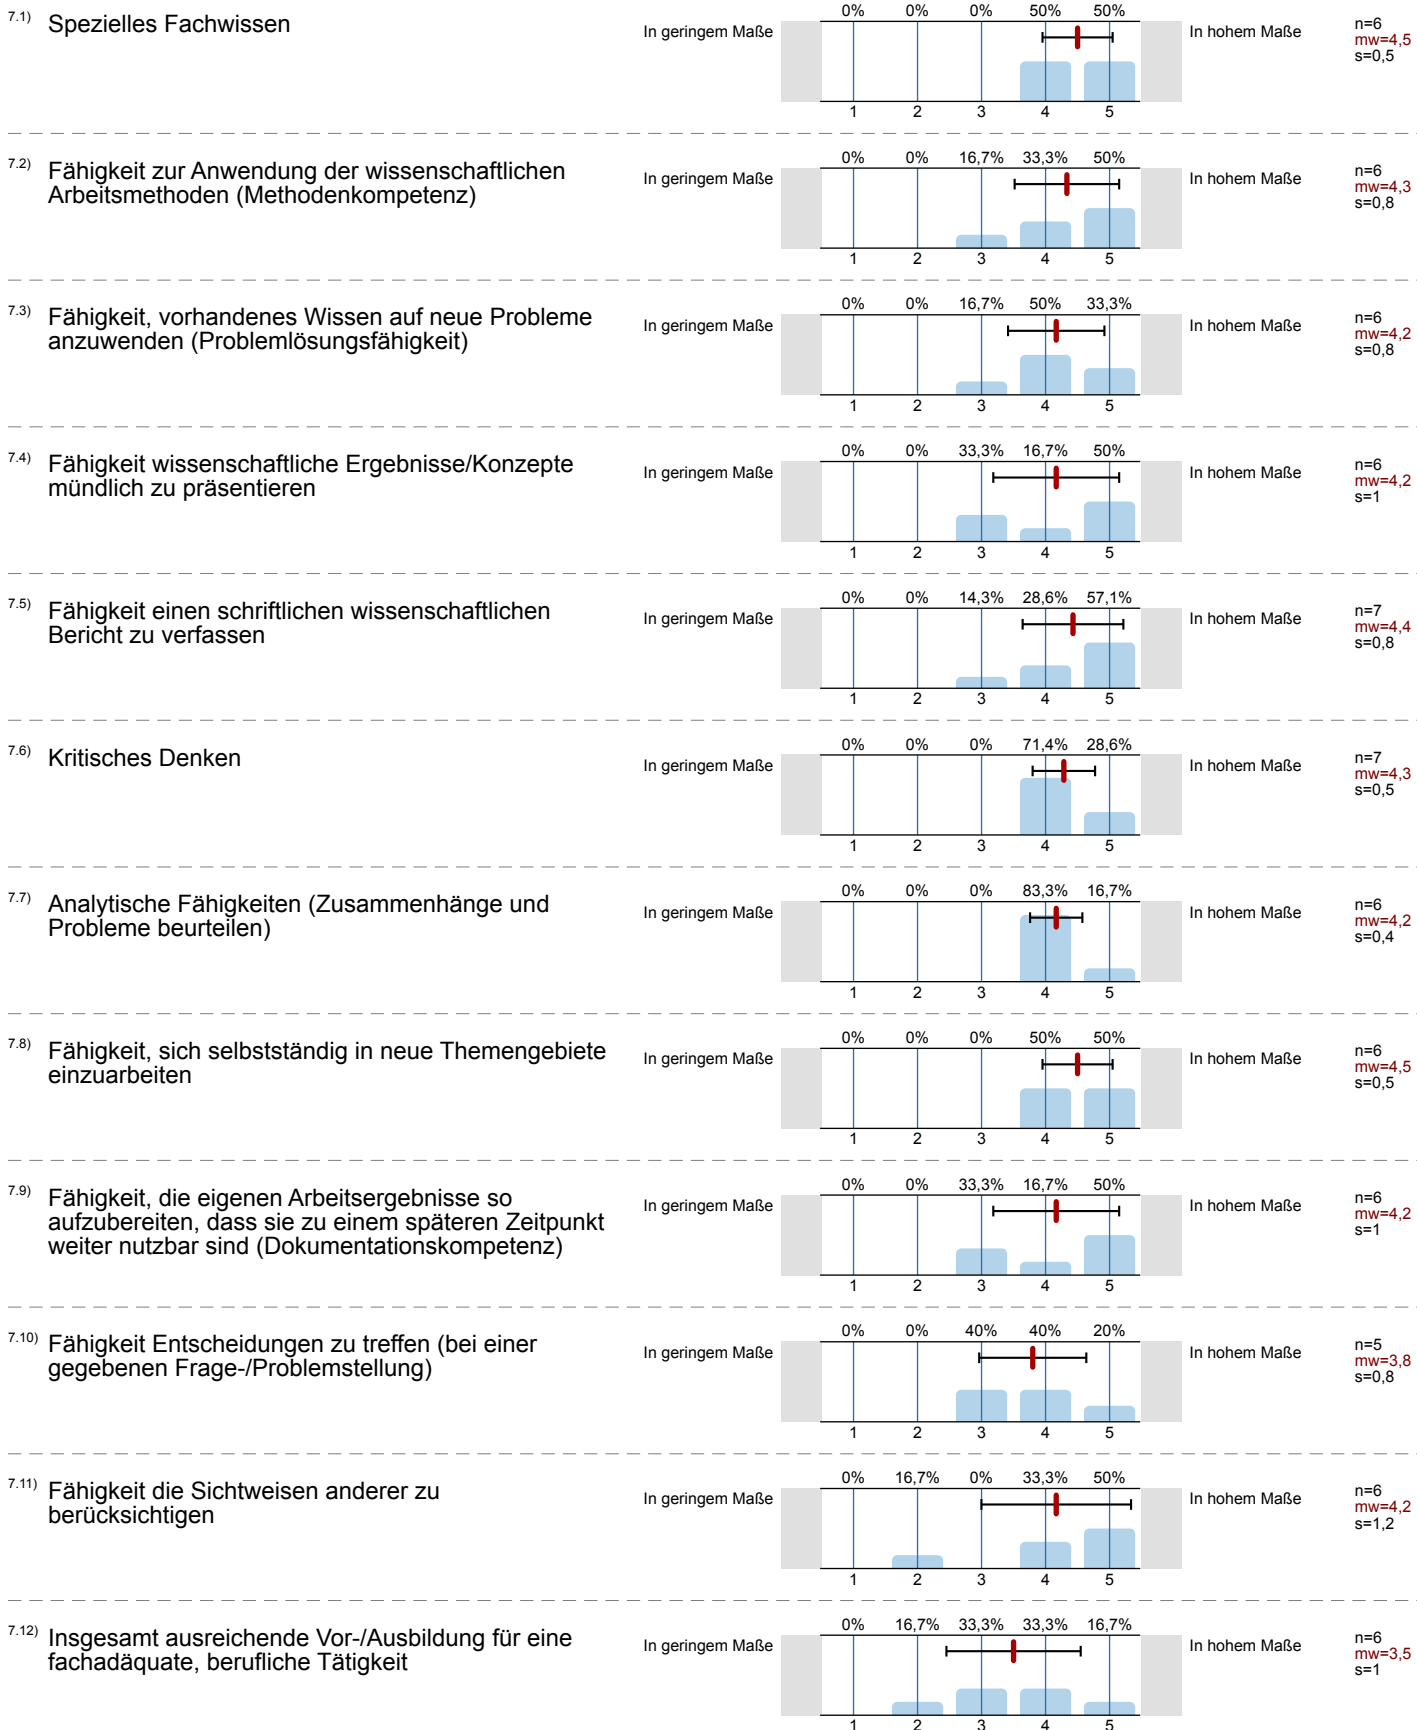 7.1) Spezielles Fachwissen
In geringem Maße
0% 0% 0% 50% 50%
1 2 3 4 5
In hohem Maße
n=6
mw=4,5
s=0,5
7.2) Fähigkeit zur Anwendung der wissenschaftlichen
Arbeitsmethoden (Methodenkompetenz)
In geringem Maße
0% 0% 16,7% 33,3% 50%
1 2 3 4 5
In hohem Maße
n=6
mw=4,3
s=0,8
7.3) Fähigkeit, vorhandenes Wissen auf neue Probleme
anzuwenden (Problemlösungsfähigkeit)
In geringem Maße
0% 0% 16,7% 50% 33,3%
1 2 3 4 5
In hohem Maße
n=6
mw=4,2
s=0,8
7.4) Fähigkeit wissenschaftliche Ergebnisse/Konzepte
mündlich zu präsentieren
In geringem Maße
0% 0% 33,3% 16,7% 50%
1 2 3 4 5
In hohem Maße
n=6
mw=4,2
s=1
7.5) Fähigkeit einen schriftlichen wissenschaftlichen
Bericht zu verfassen
In geringem Maße
0% 0% 14,3% 28,6% 57,1%
1 2 3 4 5
In hohem Maße
n=7
mw=4,4
s=0,8
7.6) Kritisches Denken
In geringem Maße
0% 0% 0% 71,4% 28,6%
1 2 3 4 5
In hohem Maße
n=7
mw=4,3
s=0,5
7.7) Analytische Fähigkeiten (Zusammenhänge und
Probleme beurteilen)
In geringem Maße
0% 0% 0% 83,3% 16,7%
1 2 3 4 5
In hohem Maße
n=6
mw=4,2
s=0,4
7.8) Fähigkeit, sich selbstständig in neue Themengebiete
einzuarbeiten
In geringem Maße
0% 0% 0% 50% 50%
1 2 3 4 5
In hohem Maße
n=6
mw=4,5
s=0,5
7.9) Fähigkeit, die eigenen Arbeitsergebnisse so
aufzubereiten, dass sie zu einem späteren Zeitpunkt
weiter nutzbar sind (Dokumentationskompetenz)
In geringem Maße
0% 0% 33,3% 16,7% 50%
1 2 3 4 5
In hohem Maße
n=6
mw=4,2
s=1
7.10) Fähigkeit Entscheidungen zu treffen (bei einer
gegebenen Frage-/Problemstellung)
In geringem Maße
0% 0% 40% 40% 20%
1 2 3 4 5
In hohem Maße
n=5
mw=3,8
s=0,8
7.11) Fähigkeit die Sichtweisen anderer zu
berücksichtigen
In geringem Maße
0% 16,7% 0% 33,3% 50%
1 2 3 4 5
In hohem Maße
n=6
mw=4,2
s=1,2
7.12) Insgesamt ausreichende Vor-/Ausbildung für eine
fachadäquate, berufliche Tätigkeit
In geringem Maße
0% 16,7% 33,3% 33,3% 16,7%
1 2 3 4 5
In hohem Maße
n=6
mw=3,5
s=1